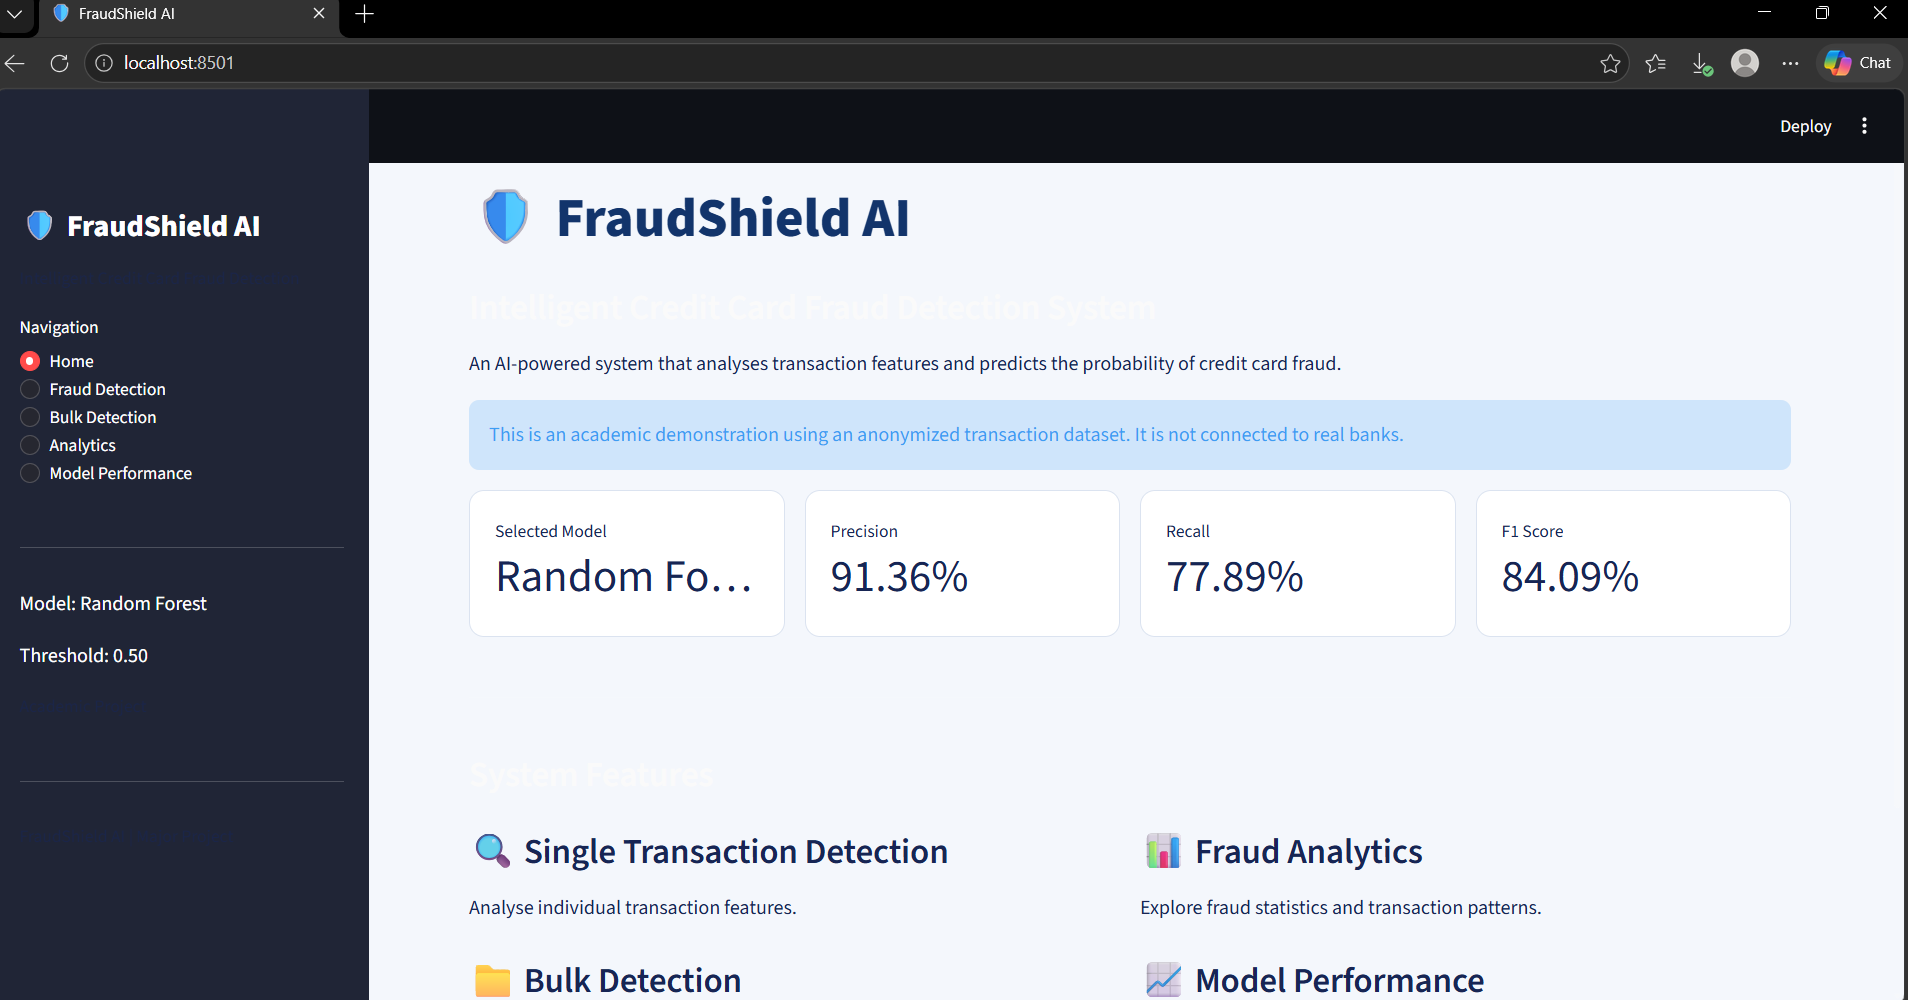 FraudShield AI
localhost:8501
Chat
Deploy
FraudShield AI
Navigation
Home
Fraud Detection
Bulk Detection
Analytics
Model Performance
Model: Random Forest
Threshold: 0.50
FraudShield AI
Intelligent Credit Card Fraud Detection System
An AI-powered system that analyses transaction features and predicts the probability of credit card fraud.
This is an academic demonstration using an anonymized transaction dataset. It is not connected to real banks.
Selected Model
Random Fo...
Precision
91.36%
Recall
77.89%
F1 Score
84.09%
System Features
Single Transaction Detection
Analyse individual transaction features.
Fraud Analytics
Explore fraud statistics and transaction patterns.
Bulk Detection
Model Performance